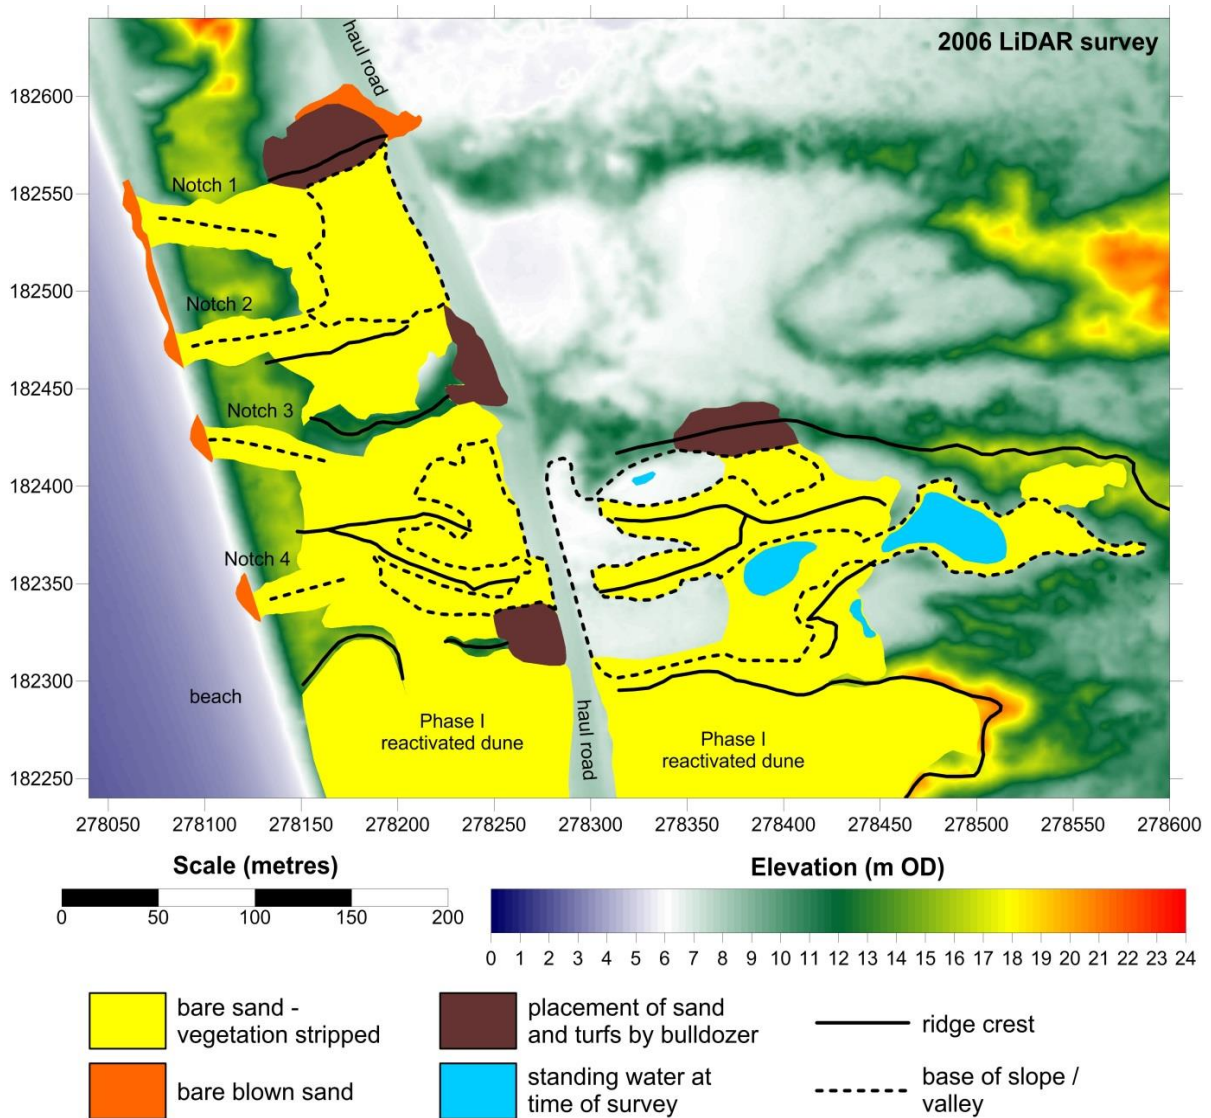 2006 LiDAR survey
haul road
182600
182550
182500
182450
182400
182350
182300
182250
Notch 1
Notch 2
Notch 3
Notch 4
beach
Phase I
reactivated dune
haul road
Phase I
reactivated dune
278050 278100 278150 278200 278250 278300 278350 278400 278450 278500 278550 278600
Scale (metres)
0 50 100 150 200
Elevation (m OD)
0 1 2 3 4 5 6 7 8 9 10 11 12 13 14 15 16 17 18 19 20 21 22 23 24
bare sand -
vegetation stripped
bare blown sand
placement of sand
and turfs by bulldozer
standing water at
time of survey
ridge crest
base of slope /
valley